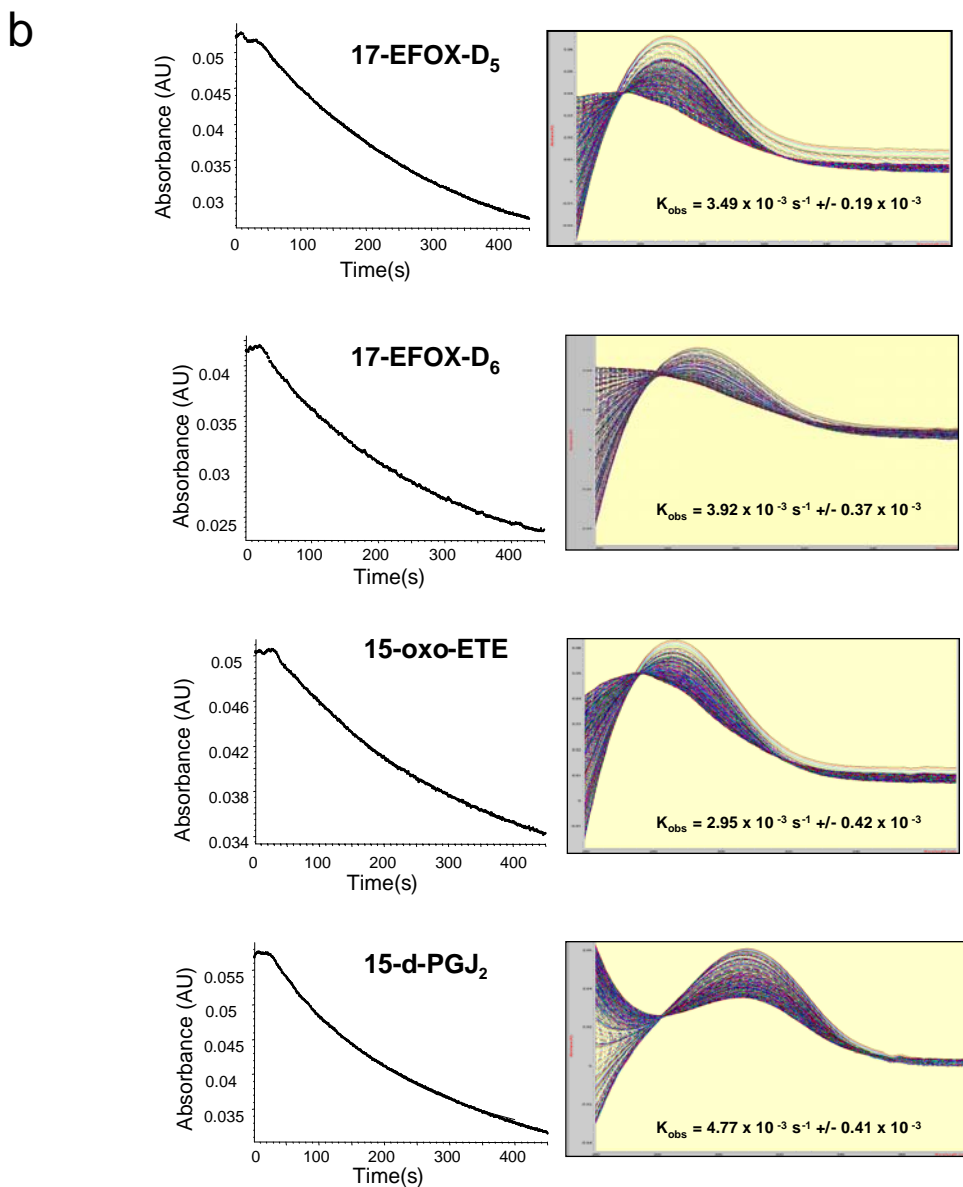 b
17-EFOX-D5
Absorbance (AU)
0.05
0.045
0.04
0.035
0.03
0 100 200 300 400
Time(s)
Kobs = 3.49 x 10 -3 s-1 +/- 0.19 x 10 -3
17-EFOX-D6
Absorbance (AU)
0.04
0.035
0.03
0.025
0 100 200 300 400
Time(s)
Kobs = 3.92 x 10 -3 s-1 +/- 0.37 x 10 -3
15-oxo-ETE
Absorbance (AU)
0.05
0.046
0.042
0.038
0.034
0 100 200 300 400
Time(s)
Kobs = 2.95 x 10 -3 s-1 +/- 0.42 x 10 -3
15-d-PGJ2
Absorbance (AU)
0.055
0.05
0.045
0.04
0.035
0 100 200 300 400
Time(s)
Kobs = 4.77 x 10 -3 s-1 +/- 0.41 x 10 -3